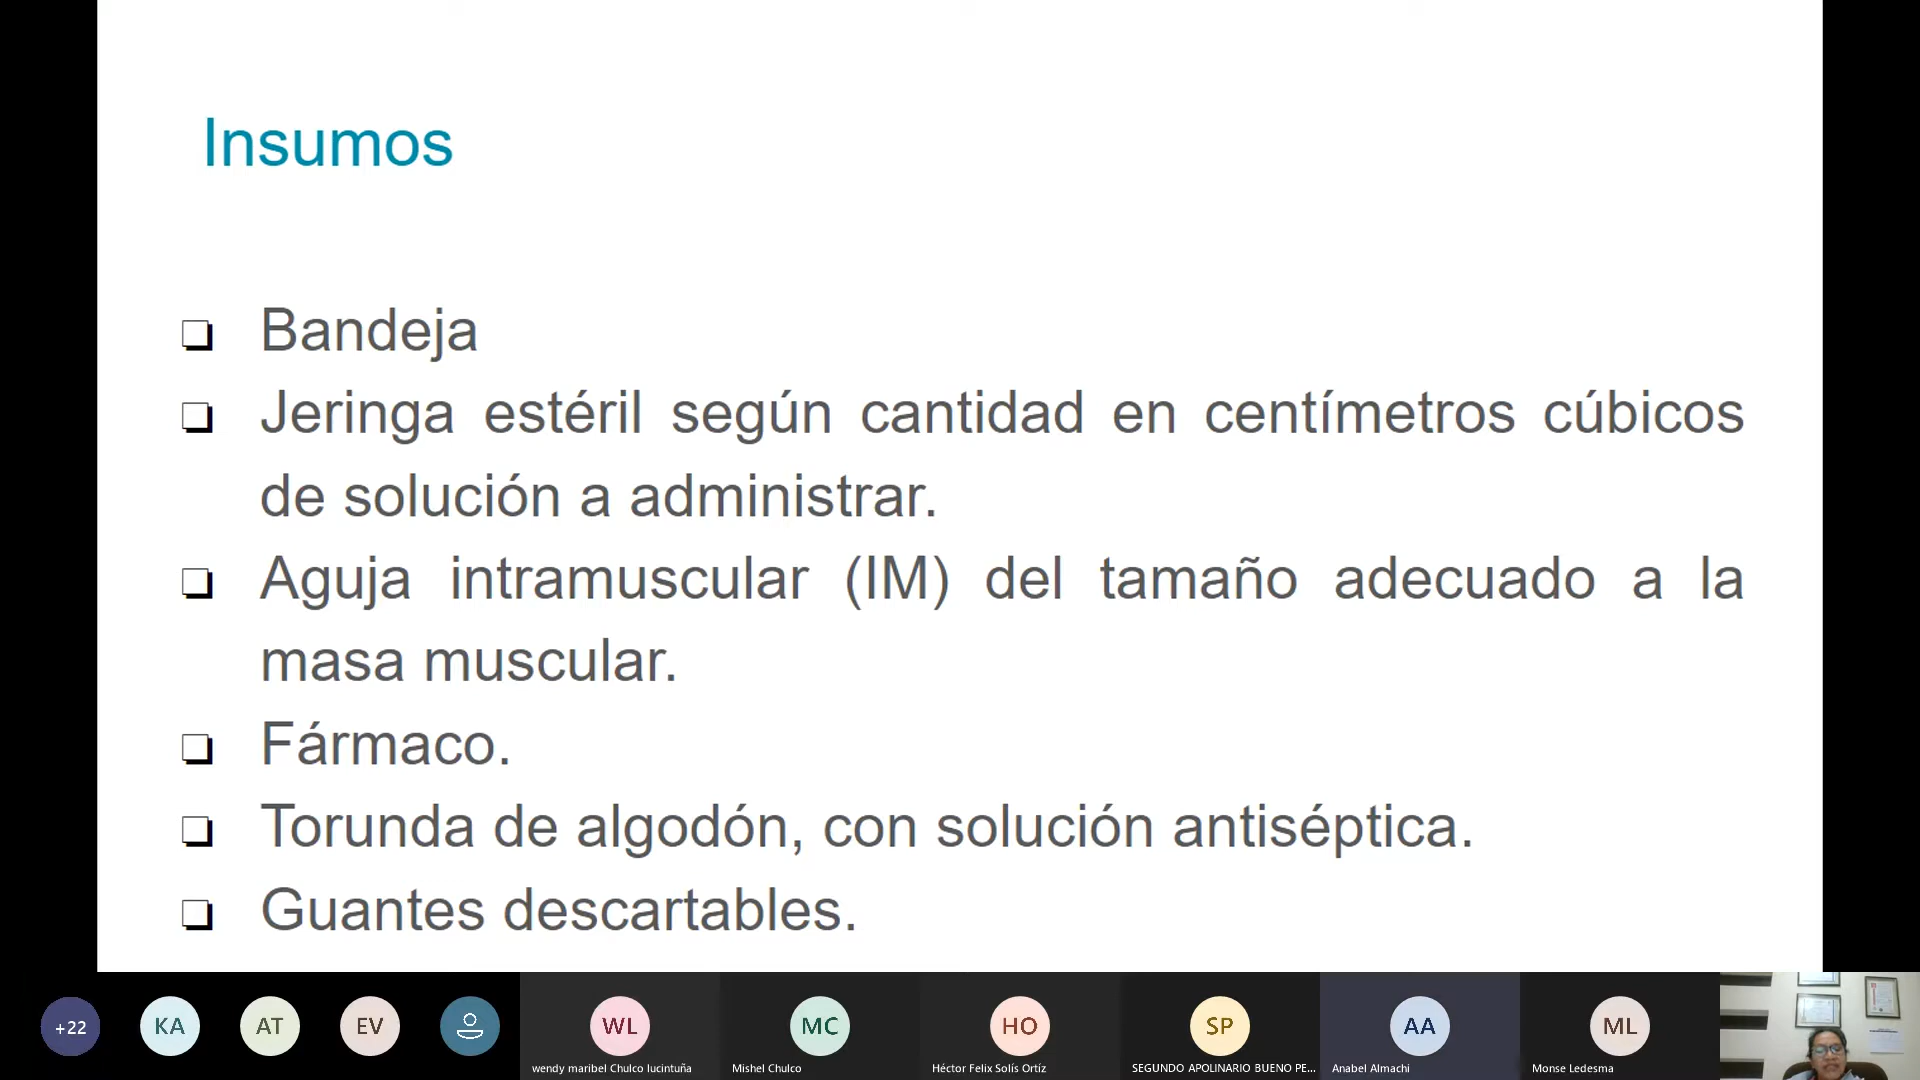 Insumos
❏ Bandeja
❏ Jeringa estéril según cantidad en centímetros cúbicos
de solución a administrar.
❏ Aguja intramuscular (IM) del tamaño adecuado a la
masa muscular.
❏ Fármaco.
❏ Torunda de algodón, con solución antiséptica.
❏ Guantes descartables.
+22
KA
AT
EV
WL
MC
HO
SP
AA
ML
wendy maribel Chulco lucintuña
Mishel Chulco
Héctor Felix Solís Ortíz
SEGUNDO APOLINARIO BUENO PE...
Anabel Almachi
Monse Ledesma